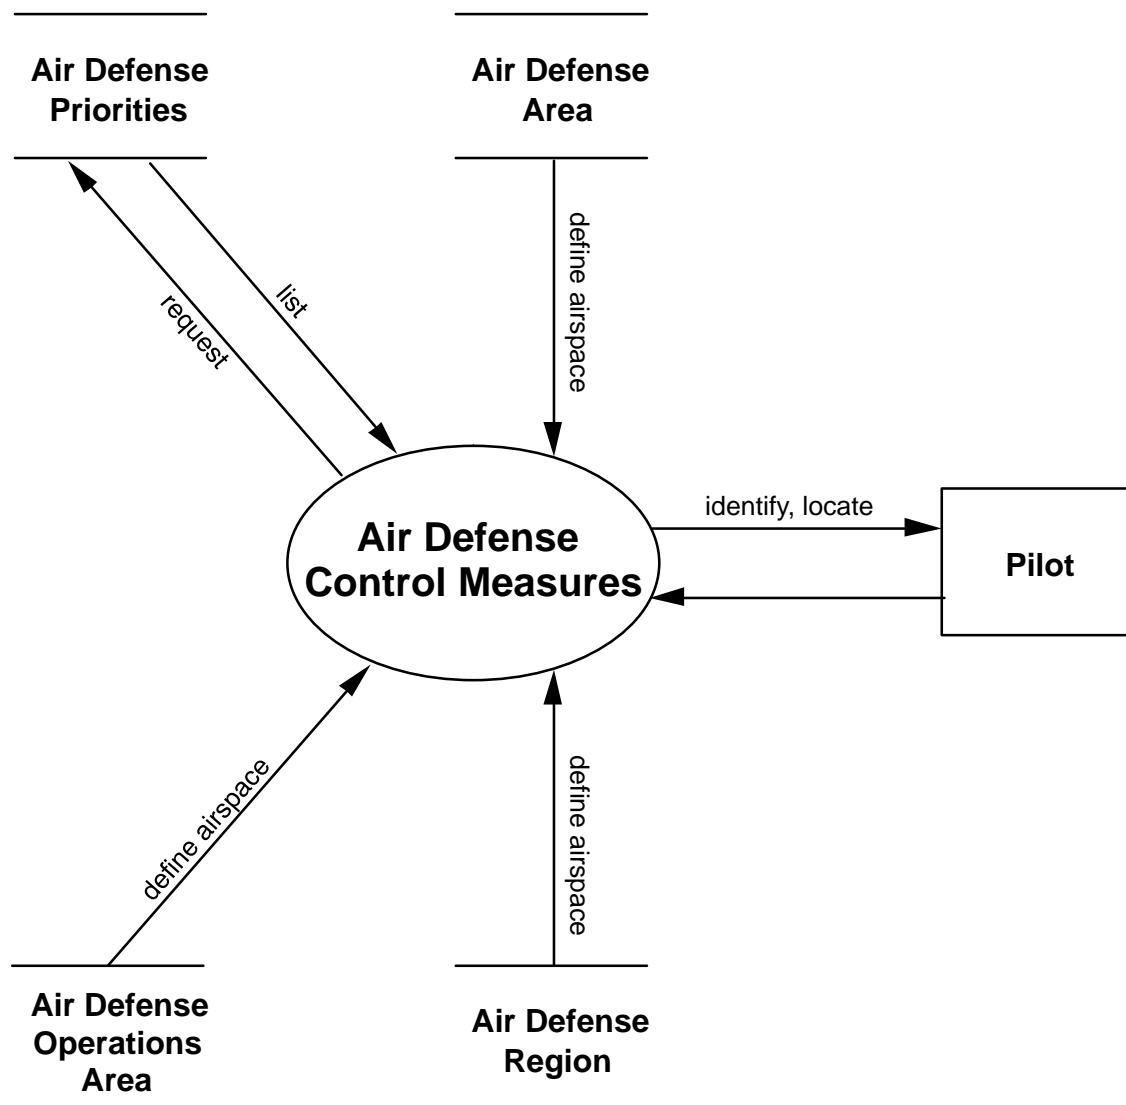 Air Defense
Priorities
Air Defense
Area
define airspace
list
request
identify, locate
Air Defense
Control Measures
Pilot
define airspace
define airspace
Air Defense
Operations
Area
Air Defense
Region